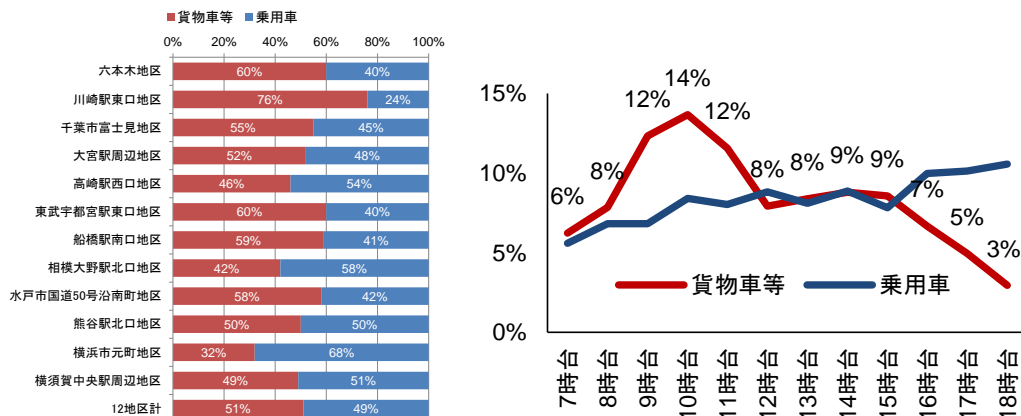 貨物車等 乗用車
0% 20% 40% 60% 80% 100%
六本木地区 60% 40%
川崎駅東口地区 76% 24%
千葉市富士見地区 55% 45%
大宮駅周辺地区 52% 48%
高崎駅西口地区 46% 54%
東武宇都宮駅東口地区 60% 40%
船橋駅南口地区 59% 41%
相模大野駅北口地区 42% 58%
水戸市国道50号沿南町地区 58% 42%
熊谷駅北口地区 50% 50%
横浜市元町地区 32% 68%
横須賀中央駅周辺地区 49% 51%
12地区計 51% 49%
15%
10%
5%
0%
6% 8% 12% 14% 12% 8% 8% 9% 9% 7% 5% 3%
貨物車等 乗用車
7時台 8時台 9時台 10時台 11時台 12時台 13時台 14時台 15時台 16時台 17時台 18時台